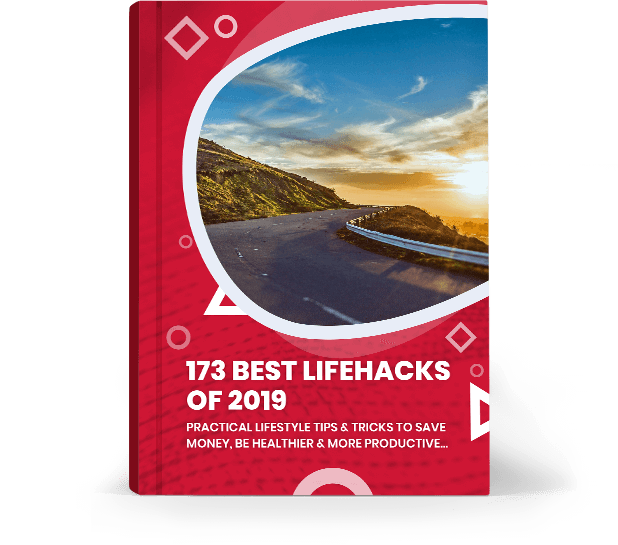 173 BEST LIFEHACKS
OF 2019
PRACTICAL LIFESTYLE TIPS & TRICKS TO SAVE
MONEY, BE HEALTHIER & MORE PRODUCTIVE...